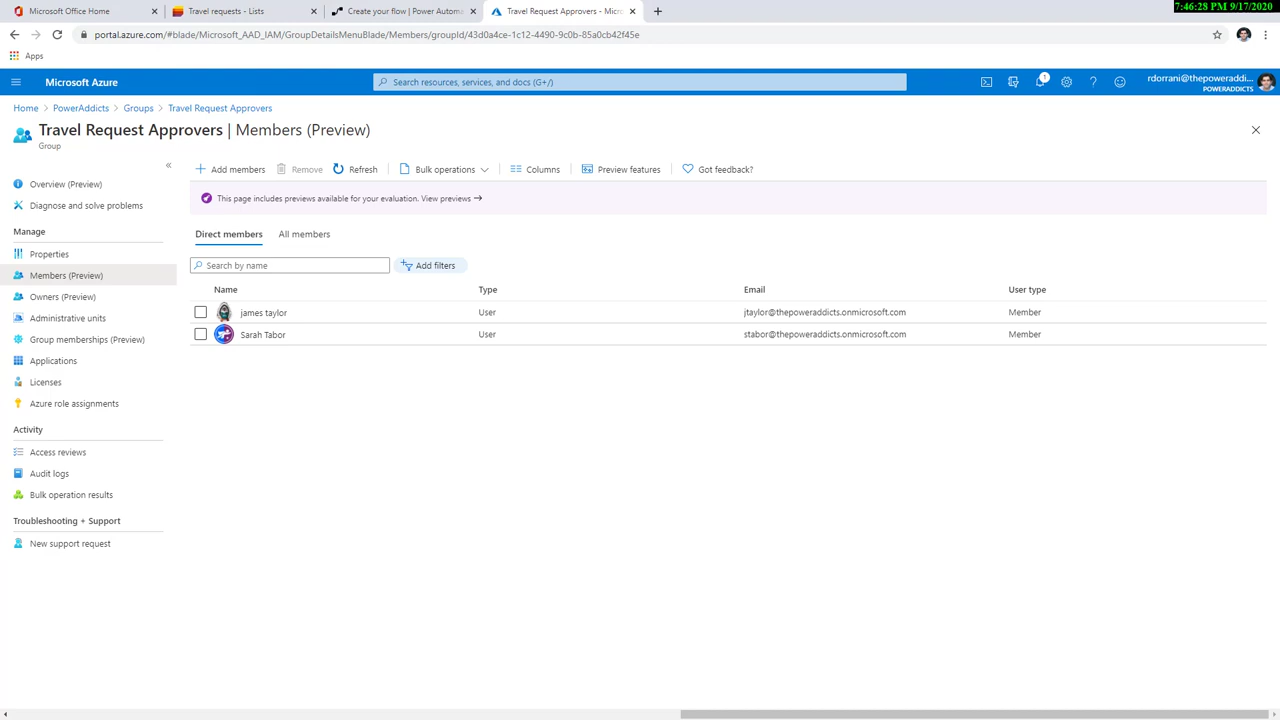 Microsoft Office Home
Travel requests - Lists
Create your flow | Power Automa
Travel Request Approvers - Micr
7:46:28 PM 9/17/2020
portal.azure.com/#blade/Microsoft_AAD_IAM/GroupDetailsMenuBlade/Members/groupId/43d0a4ce-1c12-4490-9c0b-85a0cb42f45e
Apps
Microsoft Azure
Search resources, services, and docs (G+/)
1
rdorrani@thepoweraddi...
POWERADDICTS
Home > PowerAddicts > Groups > Travel Request Approvers
Travel Request Approvers | Members (Preview)
Group
Add members
Remove
Refresh
Bulk operations
Columns
Preview features
Got feedback?
Overview (Preview)
Diagnose and solve problems
Manage
Properties
Members (Preview)
Owners (Preview)
Administrative units
Group memberships (Preview)
Applications
Licenses
Azure role assignments
Activity
Access reviews
Audit logs
Bulk operation results
Troubleshooting + Support
New support request
This page includes previews available for your evaluation. View previews →
Direct members
All members
Search by name
Add filters
Name Type Email User type
james taylor User jtaylor@thepoweraddicts.onmicrosoft.com Member
Sarah Tabor User stabor@thepoweraddicts.onmicrosoft.com Member